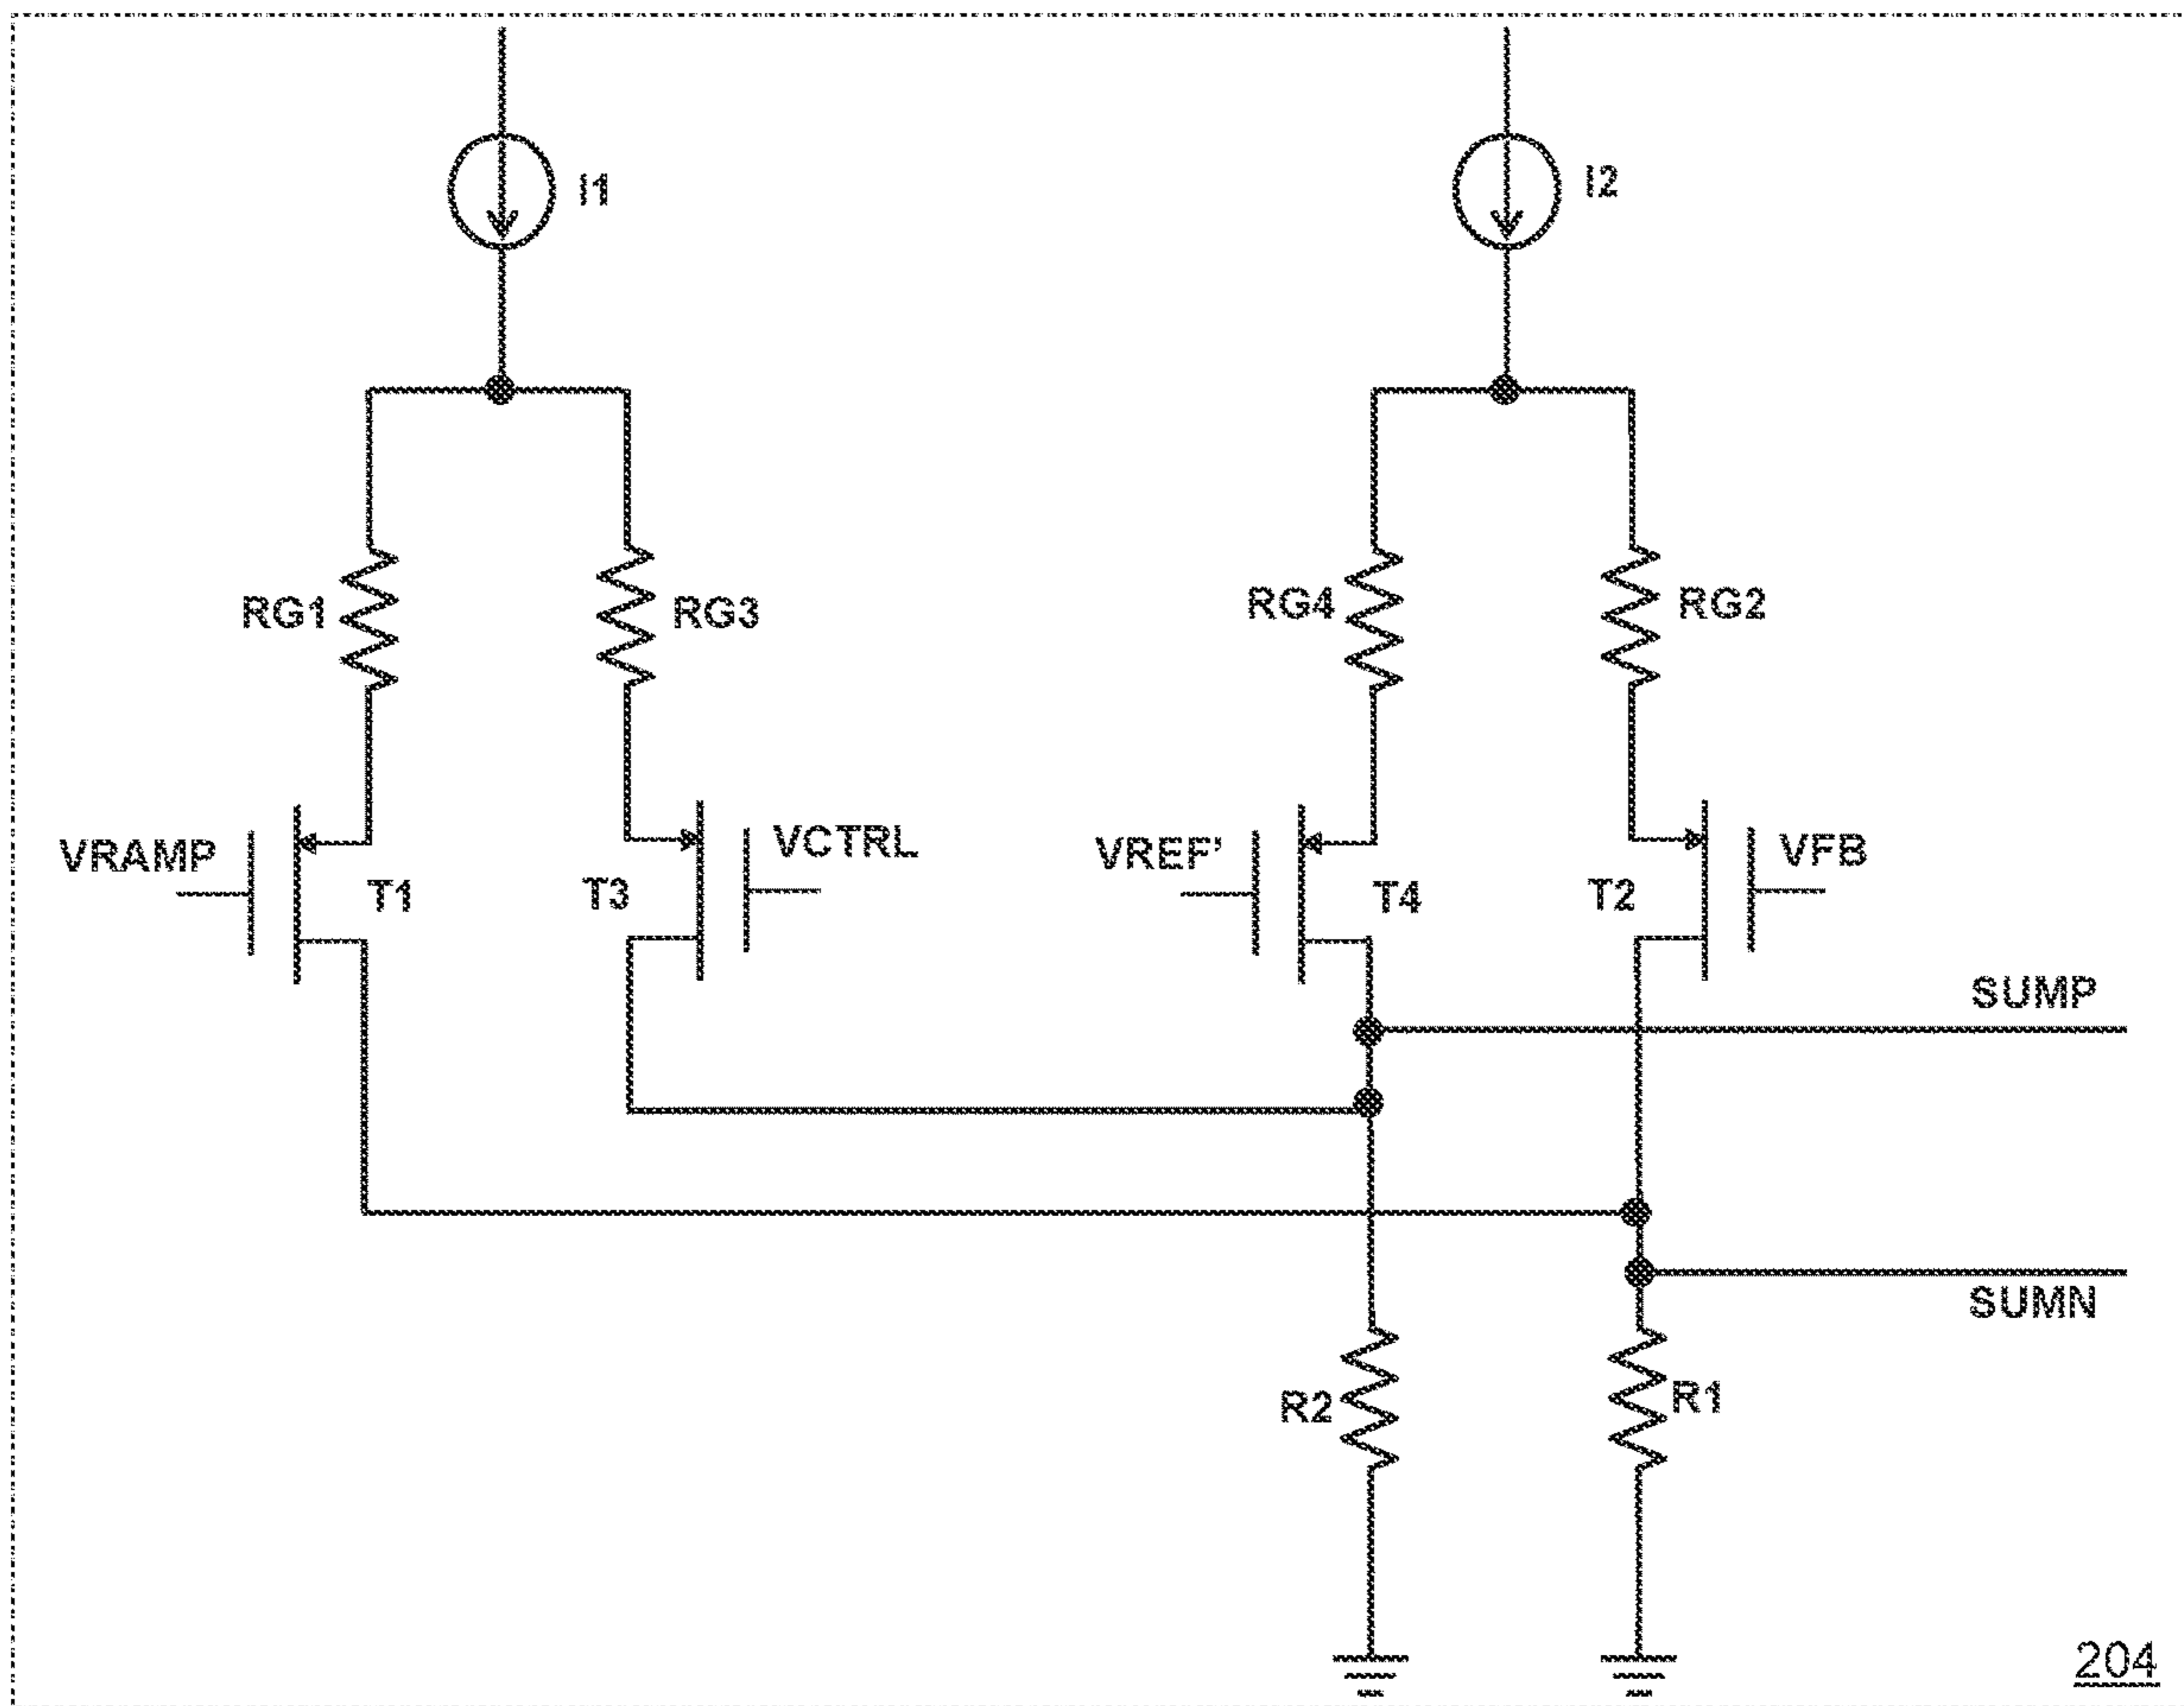 I1
I2
RG1
RG3
RG4
RG2
VRAMP
T1
T3
VCTRL
VREF'
T4
T2
VFB
SUMP
SUMN
R2
R1
204